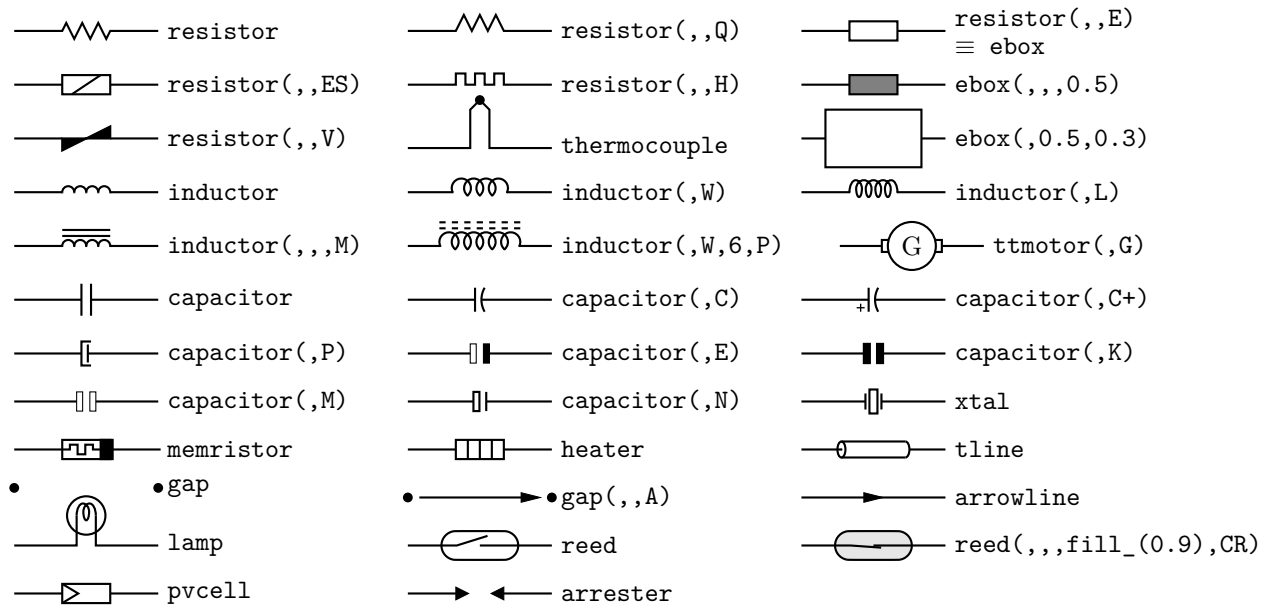 resistor
resistor(,,Q)
resistor(,,E)
≡ ebox
resistor(,,ES)
resistor(,,H)
ebox(,,,0.5)
resistor(,,V)
thermocouple
ebox(,0.5,0.3)
inductor
inductor(,W)
inductor(,L)
inductor(,,,M)
inductor(,W,6,P)
G
ttmotor(,G)
capacitor
capacitor(,C)
+
capacitor(,C+)
capacitor(,P)
capacitor(,E)
capacitor(,K)
capacitor(,M)
capacitor(,N)
xtal
memristor
heater
tline
gap
gap(,,A)
arrowline
lamp
reed
reed(,,,fill_(0.9),CR)
pvcell
arrester